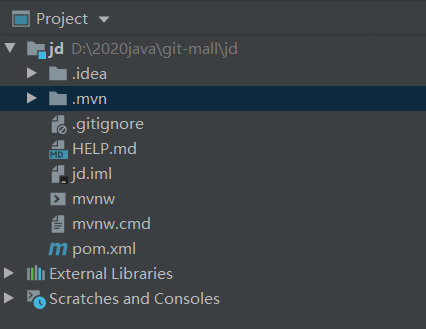 Project
jd D:\2020java\git-mall\jd
.idea
.mvn
.gitignore
MD HELP.md
jd.iml
mvnw
mvnw.cmd
m pom.xml
External Libraries
Scratches and Consoles